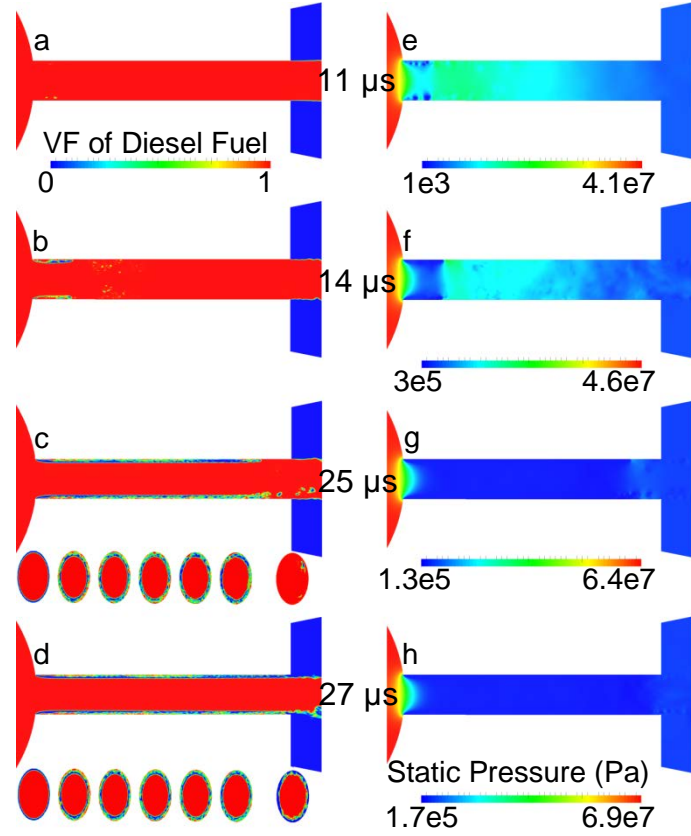 a
e
11 µs
VF of Diesel Fuel
0 1
1e3 4.1e7
b
f
14 µs
3e5 4.6e7
c
g
25 µs
1.3e5 6.4e7
d
h
27 µs
Static Pressure (Pa)
1.7e5 6.9e7